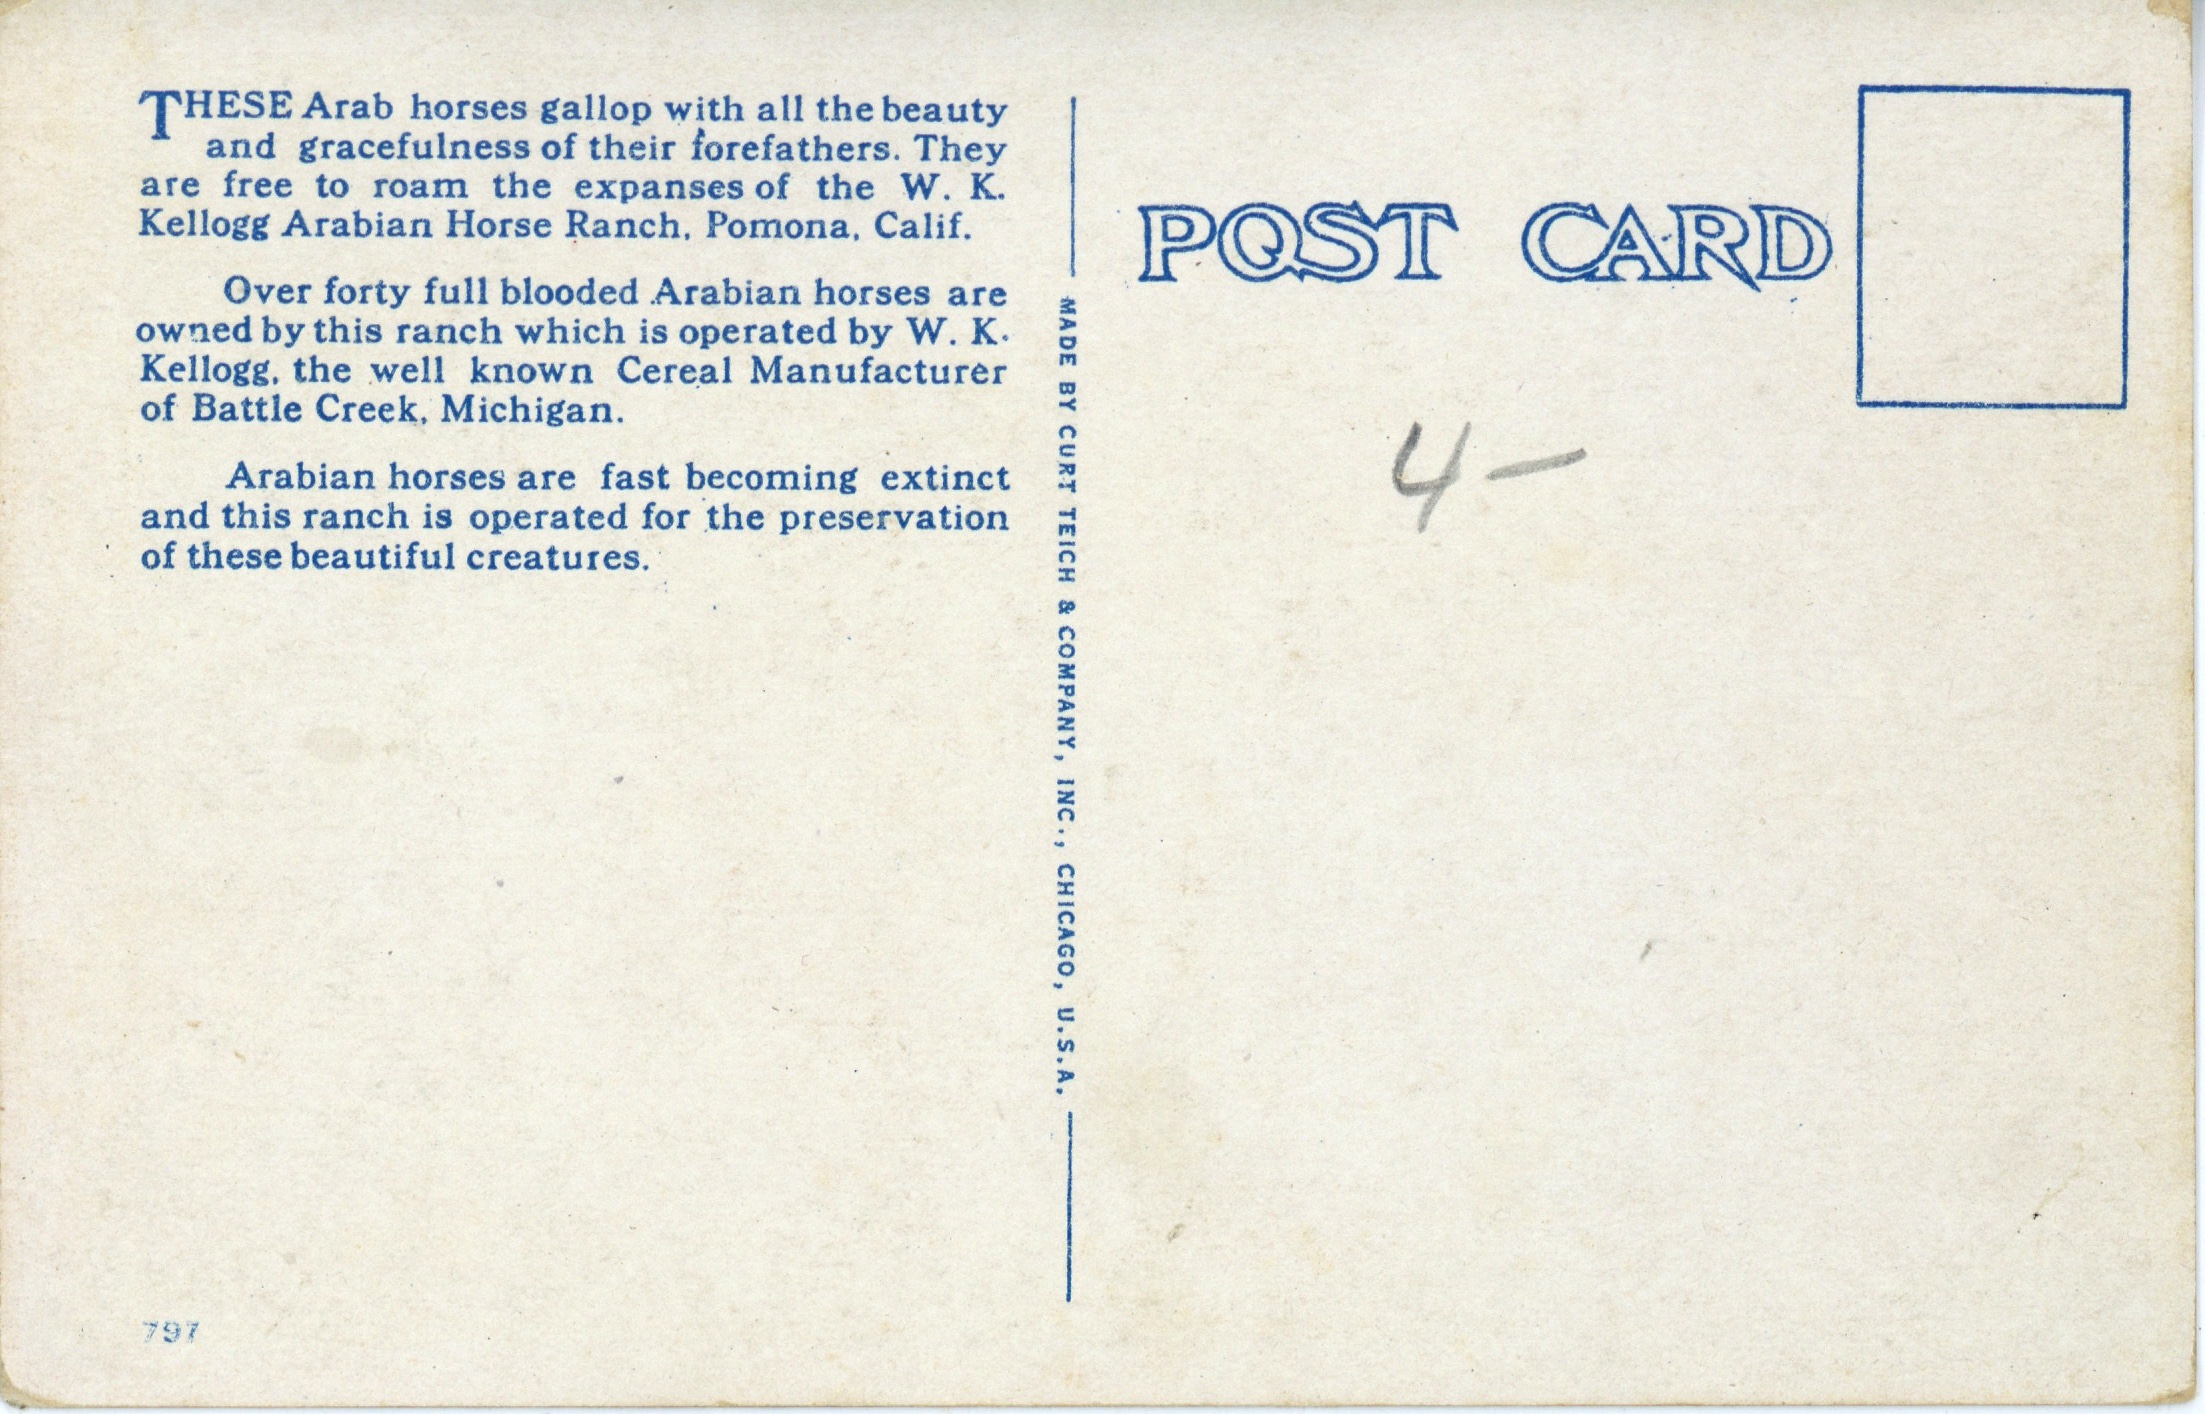 THESE Arab horses gallop with all the beauty
and gracefulness of their forefathers. They
are free to roam the expanses of the W. K.
Kellogg Arabian Horse Ranch, Pomona, Calif.
Over forty full blooded Arabian horses are
owned by this ranch which is operated by W. K.
Kellogg, the well known Cereal Manufacturer
of Battle Creek, Michigan.
Arabian horses are fast becoming extinct
and this ranch is operated for the preservation
of these beautiful creatures.
797
MADE BY CURT TEICH & COMPANY, INC., CHICAGO, U.S.A.
POST CARD
4–